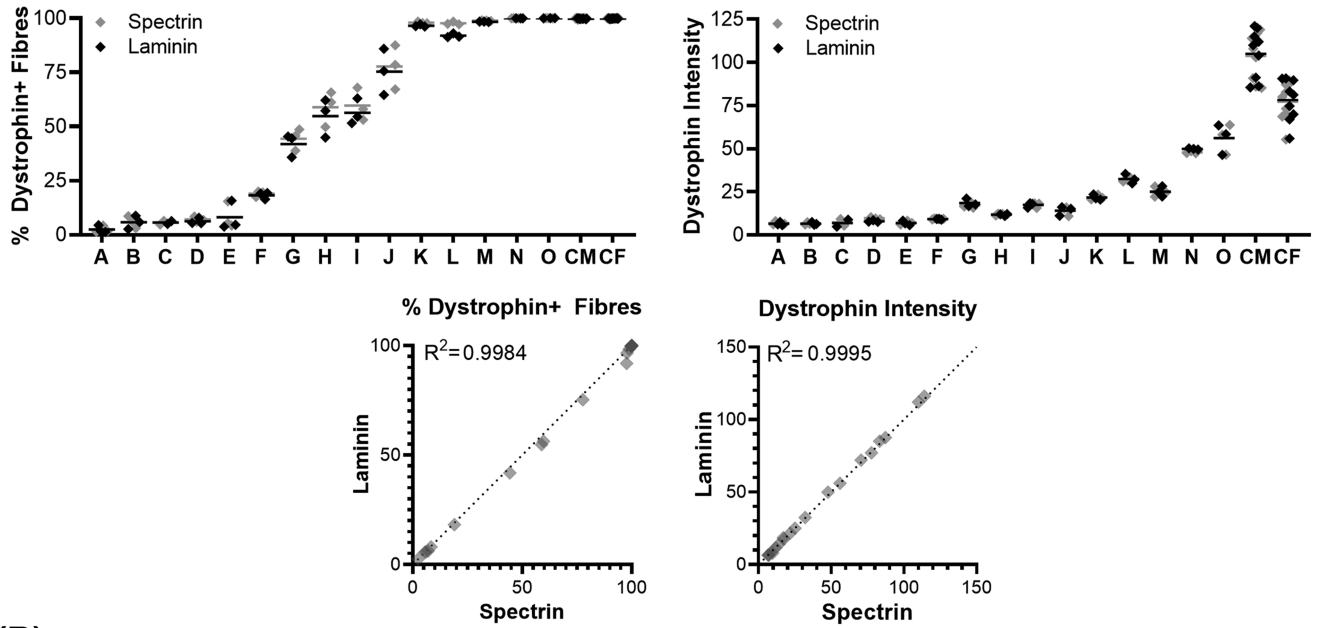 % Dystrophin+ Fibres
100
75
50
25
0
Spectrin
Laminin
A B C D E F G H I J K L M N O CM CF
Dystrophin Intensity
125
100
75
50
25
0
Spectrin
Laminin
A B C D E F G H I J K L M N O CM CF
% Dystrophin+ Fibres
R²=0.9984
Laminin
100
50
0
0 50 100
Spectrin
Dystrophin Intensity
R²=0.9995
Laminin
150
100
50
0
0 50 100 150
Spectrin